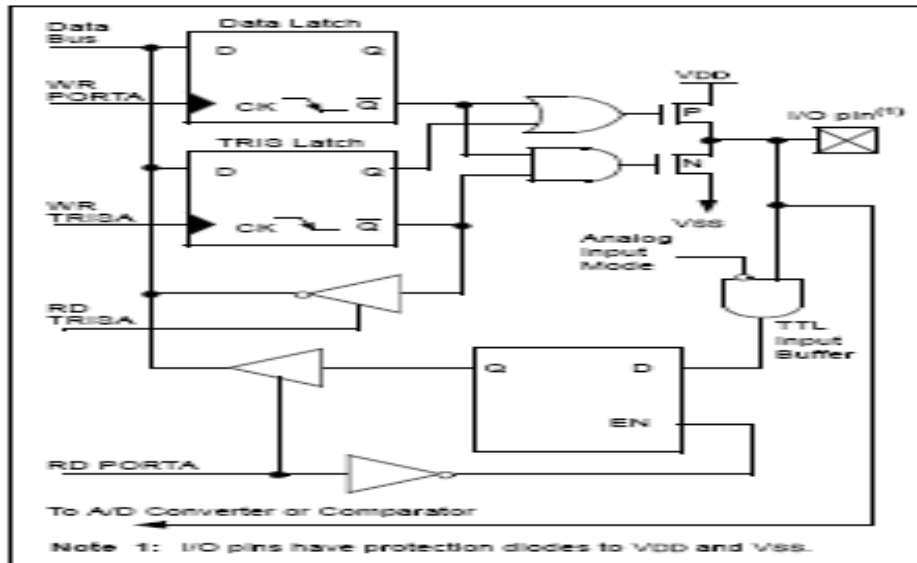 Data Latch
Data
Bus
D
Q
WR
PORTA
CK
Q
VDD
P
I/O pin(1)
TRIS Latch
D
Q
N
WR
TRISA
CK
Q
VSS
Analog
Input
Mode
RD
TRISA
TTL
Input
Buffer
Q
D
EN
RD PORTA
To A/D Converter or Comparator
Note 1: I/O pins have protection diodes to VDD and VSS.